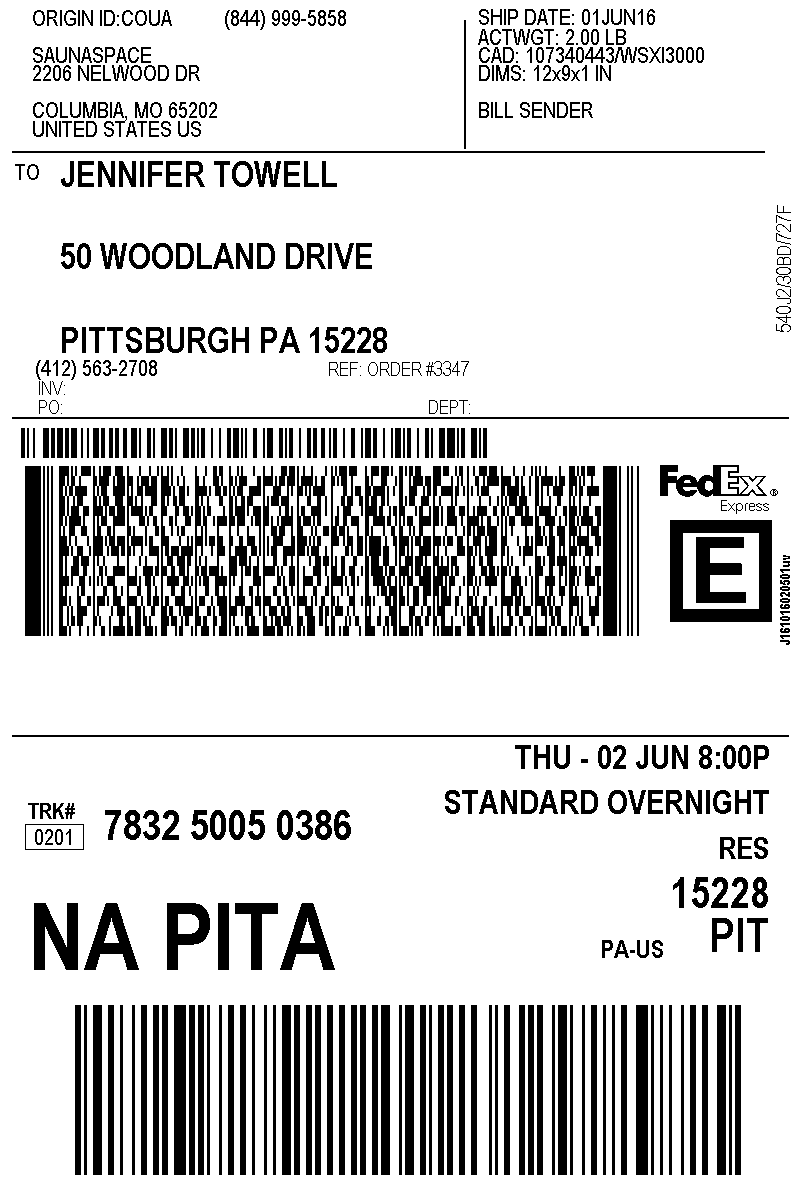 ORIGIN ID:COUA (844) 999-5858
SAUNASPACE
2206 NELWOOD DR
COLUMBIA, MO 65202
UNITED STATES US
SHIP DATE: 01JUN16
ACTWGT: 2.00 LB
CAD: 107340443/WSXI3000
DIMS: 12x9x1 IN
BILL SENDER
TO JENNIFER TOWELL
50 WOODLAND DRIVE
PITTSBURGH PA 15228
(412) 563-2708 REF: ORDER #3347
INV:
PO: DEPT:
540J2/30BD/727F
FedEx®
Express
E
J161016020501uv
THU - 02 JUN 8:00P
STANDARD OVERNIGHT
TRK#
0201
7832 5005 0386
RES
15228
NA PITA
PA-US PIT